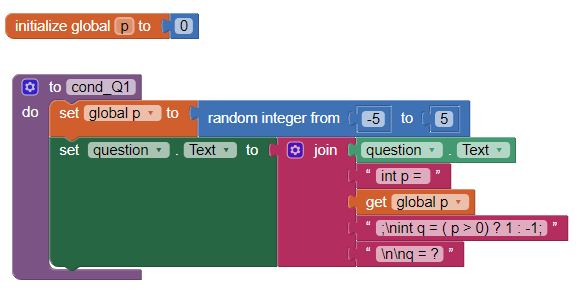 initialize global p to 0
to cond_Q1
do set global p to random integer from -5 to 5
set question . Text to join question . Text
“ int p = ”
get global p
“ ;\nint q = ( p > 0) ? 1 : -1; ”
“ \n\nq = ? ”